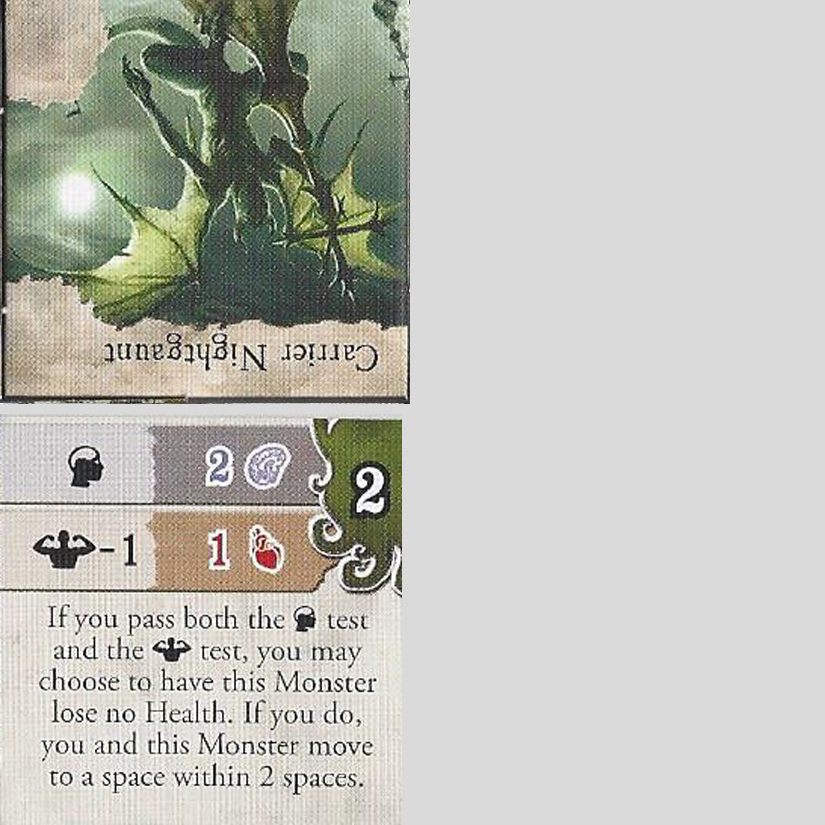 Carrier Nightgaunt
2
2
-1 1
If you pass both the test
and the test, you may
choose to have this Monster
lose no Health. If you do,
you and this Monster move
to a space within 2 spaces.